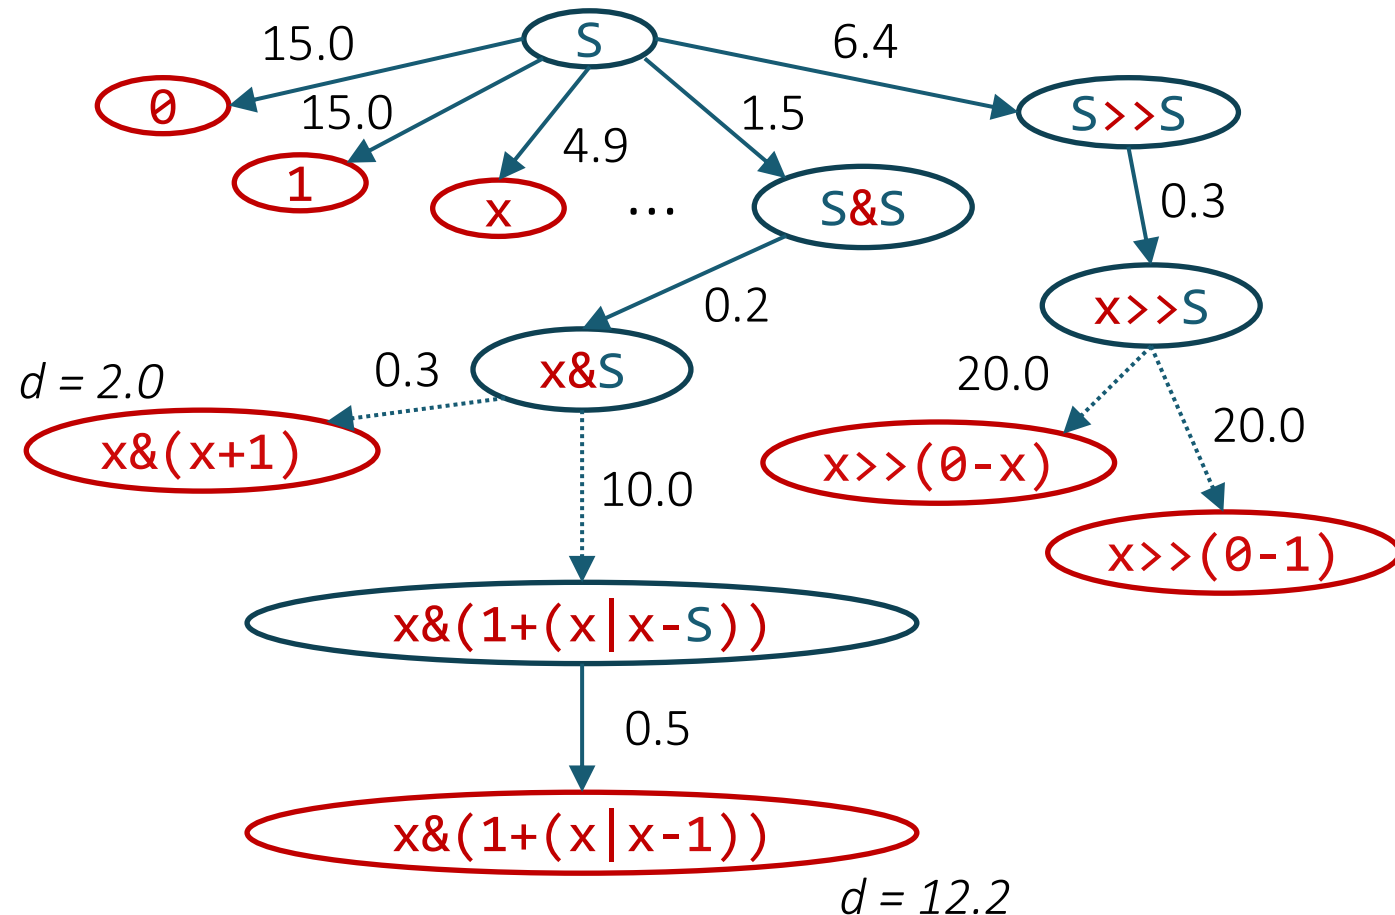 S
15.0
6.4
0
15.0
1.5
S>>S
4.9
1
x
...
S&S
0.3
0.2
x>>S
x&S
0.3
d = 2.0
20.0
x&(x+1)
20.0
x>>(0-x)
10.0
x>>(0-1)
x&(1+(x|x-S))
0.5
x&(1+(x|x-1))
d = 12.2